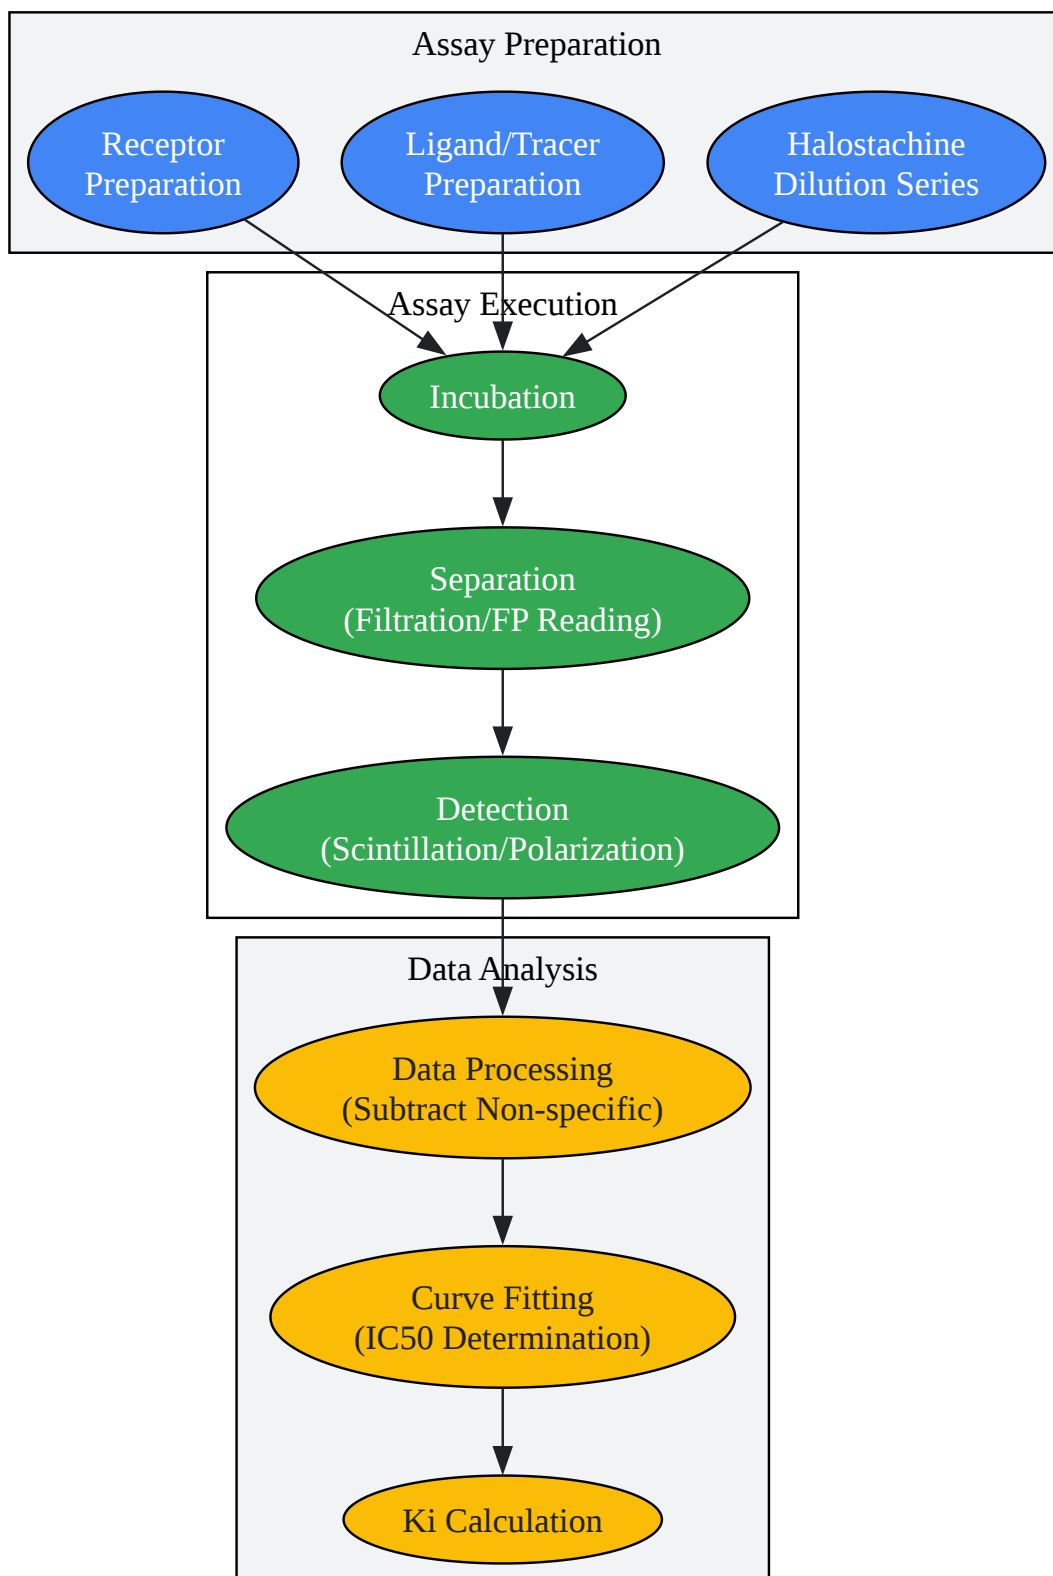 Assay Preparation
Receptor
Preparation
Ligand/Tracer
Preparation
Halostachine
Dilution Series
Assay Execution
Incubation
Separation
(Filtration/FP Reading)
Detection
(Scintillation/Polarization)
Data Analysis
Data Processing
(Subtract Non-specific)
Curve Fitting
(IC50 Determination)
Ki Calculation